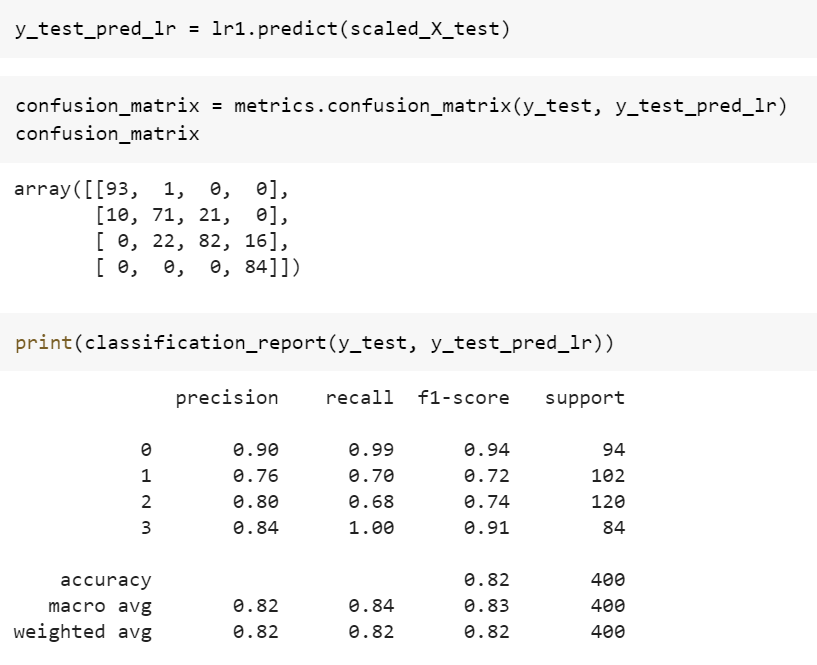 y_test_pred_lr = lr1.predict(scaled_X_test)
confusion_matrix = metrics.confusion_matrix(y_test, y_test_pred_lr)
confusion_matrix
array([[93,  1,  0,  0],
       [10, 71, 21,  0],
       [ 0, 22, 82, 16],
       [ 0,  0,  0, 84]])
print(classification_report(y_test, y_test_pred_lr))
              precision    recall  f1-score   support
           0       0.90      0.99      0.94        94
           1       0.76      0.70      0.72       102
           2       0.80      0.68      0.74       120
           3       0.84      1.00      0.91        84
    accuracy                           0.82       400
   macro avg       0.82      0.84      0.83       400
weighted avg       0.82      0.82      0.82       400